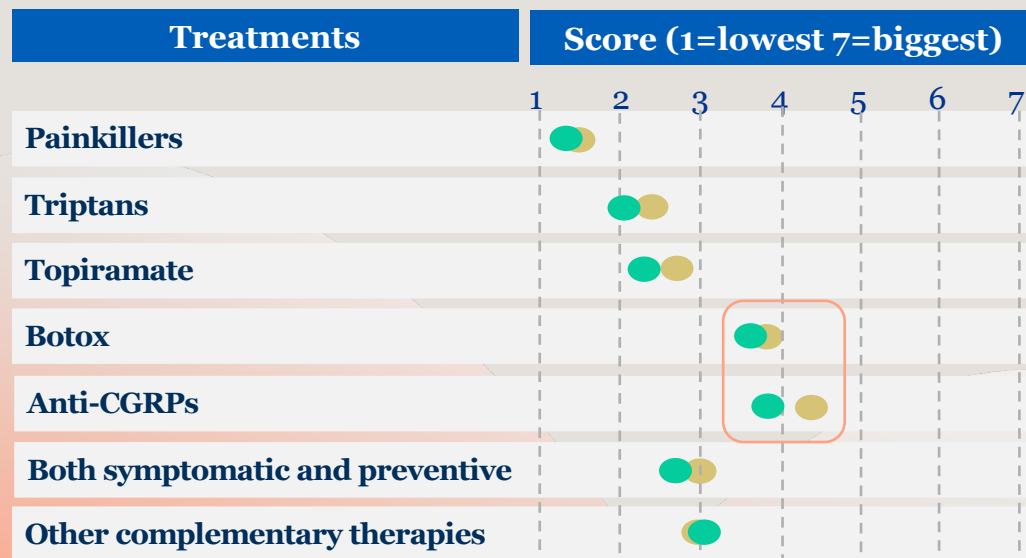 Treatments
Score (1=lowest 7=biggest)
1 2 3 4 5 6 7
Painkillers
Triptans
Topiramate
Botox
Anti-CGRPs
Both symptomatic and preventive
Other complementary therapies